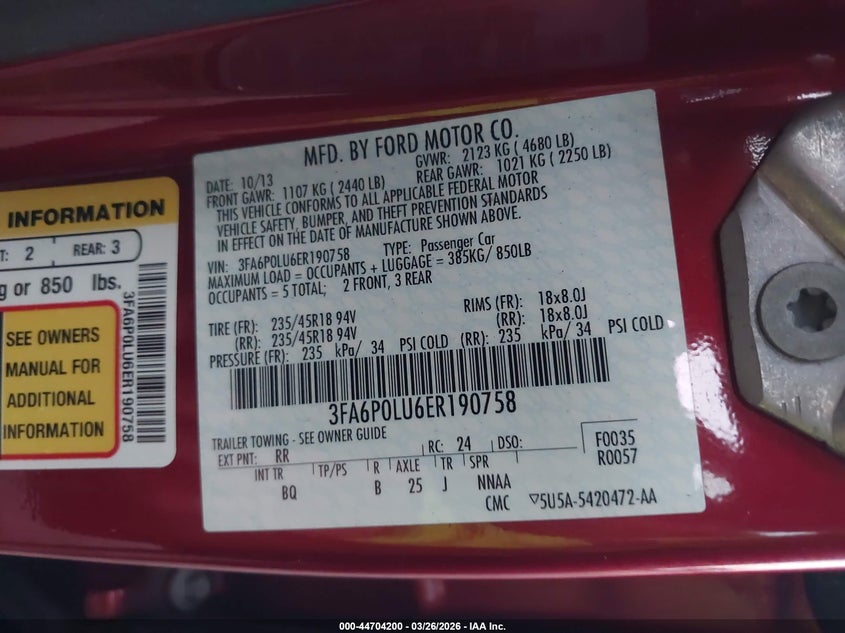 INFORMATION
T: 2 REAR: 3
g or 850 lbs.
SEE OWNERS
MANUAL FOR
ADDITIONAL
INFORMATION
3FA6P0LU6ER190758
MFD. BY FORD MOTOR CO.
DATE: 10/13 GVWR: 2123 KG ( 4680 LB)
FRONT GAWR: 1107 KG ( 2440 LB) REAR GAWR: 1021 KG ( 2250 LB)
THIS VEHICLE CONFORMS TO ALL APPLICABLE FEDERAL MOTOR
VEHICLE SAFETY, BUMPER, AND THEFT PREVENTION STANDARDS
IN EFFECT ON THE DATE OF MANUFACTURE SHOWN ABOVE.
VIN: 3FA6P0LU6ER190758 TYPE: Passenger Car
MAXIMUM LOAD = OCCUPANTS + LUGGAGE = 385KG/ 850LB
OCCUPANTS = 5 TOTAL; 2 FRONT, 3 REAR
TIRE (FR): 235/45R18 94V RIMS (FR): 18x8.0J
(RR): 235/45R18 94V (RR): 18x8.0J
PRESSURE (FR): 235 kPa/ 34 PSI COLD (RR): 235 kPa/ 34 PSI COLD
3FA6P0LU6ER190758
TRAILER TOWING - SEE OWNER GUIDE
EXT PNT: RR RC: 24 DSO: F0035
R0057
INT TR TP/PS R AXLE TR SPR
BQ B 25 J NNAA
CMC ▽5U5A-5420472-AA
000-44704200 - 03/26/2026 - IAA Inc.